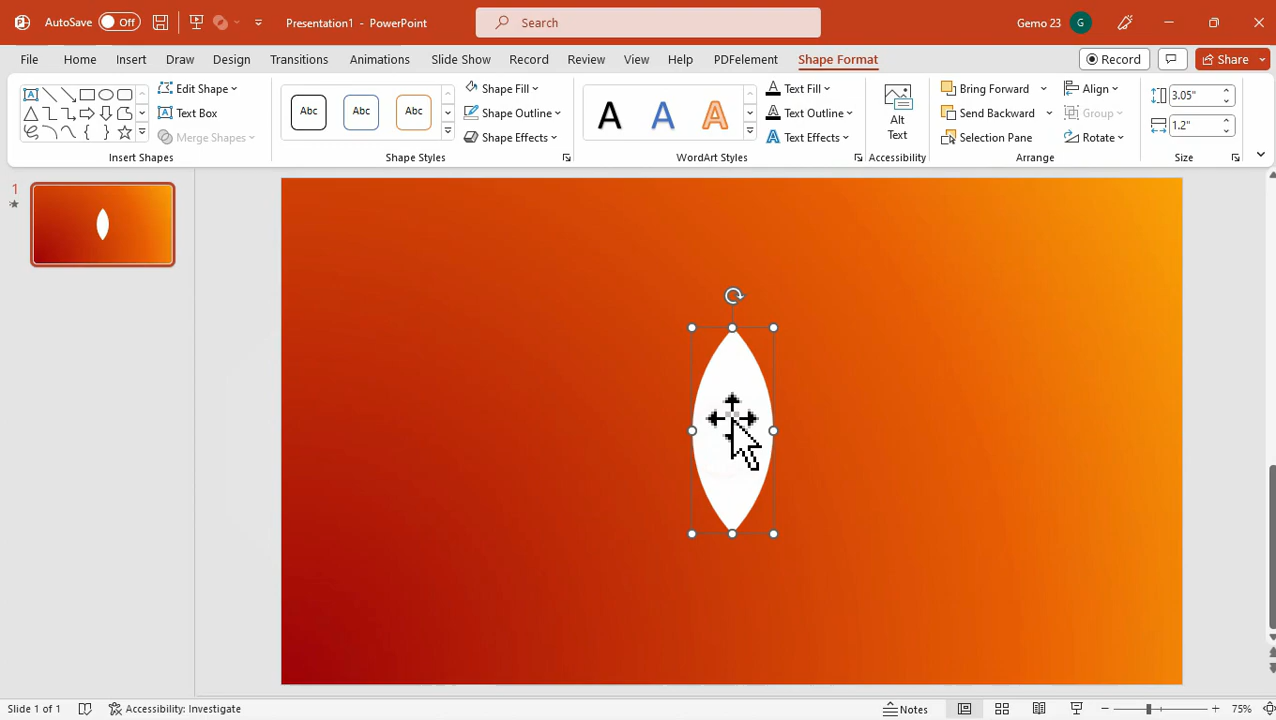 AutoSave Off Presentation1 - PowerPoint Search Gemo 23 G
File Home Insert Draw Design Transitions Animations Slide Show Record Review View Help PDFelement Shape Format Record Share
Edit Shape
Text Box
Merge Shapes
Insert Shapes
Abc Abc Abc
Shape Fill
Shape Outline
Shape Effects
Shape Styles
A A A
Text Fill
Text Outline
Text Effects
WordArt Styles
Alt
Text
Accessibility
Bring Forward
Send Backward
Selection Pane
Align
Group
Rotate
Arrange
3.05"
1.2"
Size
1
Slide 1 of 1 Accessibility: Investigate Notes 75%